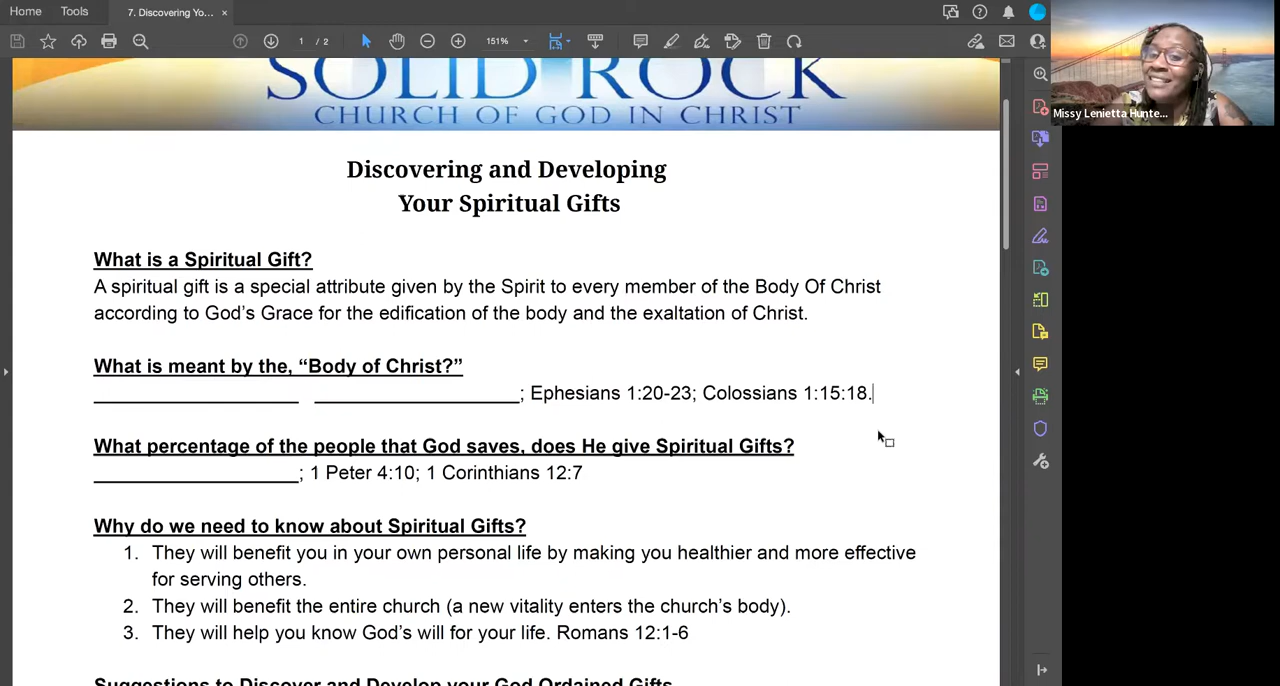 Home
Tools
7. Discovering Yo...
1 / 2
151%
SOLID ROCK
CHURCH OF GOD IN CHRIST
Missy Lenietta Hunte...
Discovering and Developing
Your Spiritual Gifts
What is a Spiritual Gift?
A spiritual gift is a special attribute given by the Spirit to every member of the Body Of Christ
according to God's Grace for the edification of the body and the exaltation of Christ.
What is meant by the, “Body of Christ?”
; Ephesians 1:20-23; Colossians 1:15:18.
What percentage of the people that God saves, does He give Spiritual Gifts?
; 1 Peter 4:10; 1 Corinthians 12:7
Why do we need to know about Spiritual Gifts?
1. They will benefit you in your own personal life by making you healthier and more effective
for serving others.
2. They will benefit the entire church (a new vitality enters the church's body).
3. They will help you know God's will for your life. Romans 12:1-6
Suggestions to Discover and Develop your God Ordained Gifts